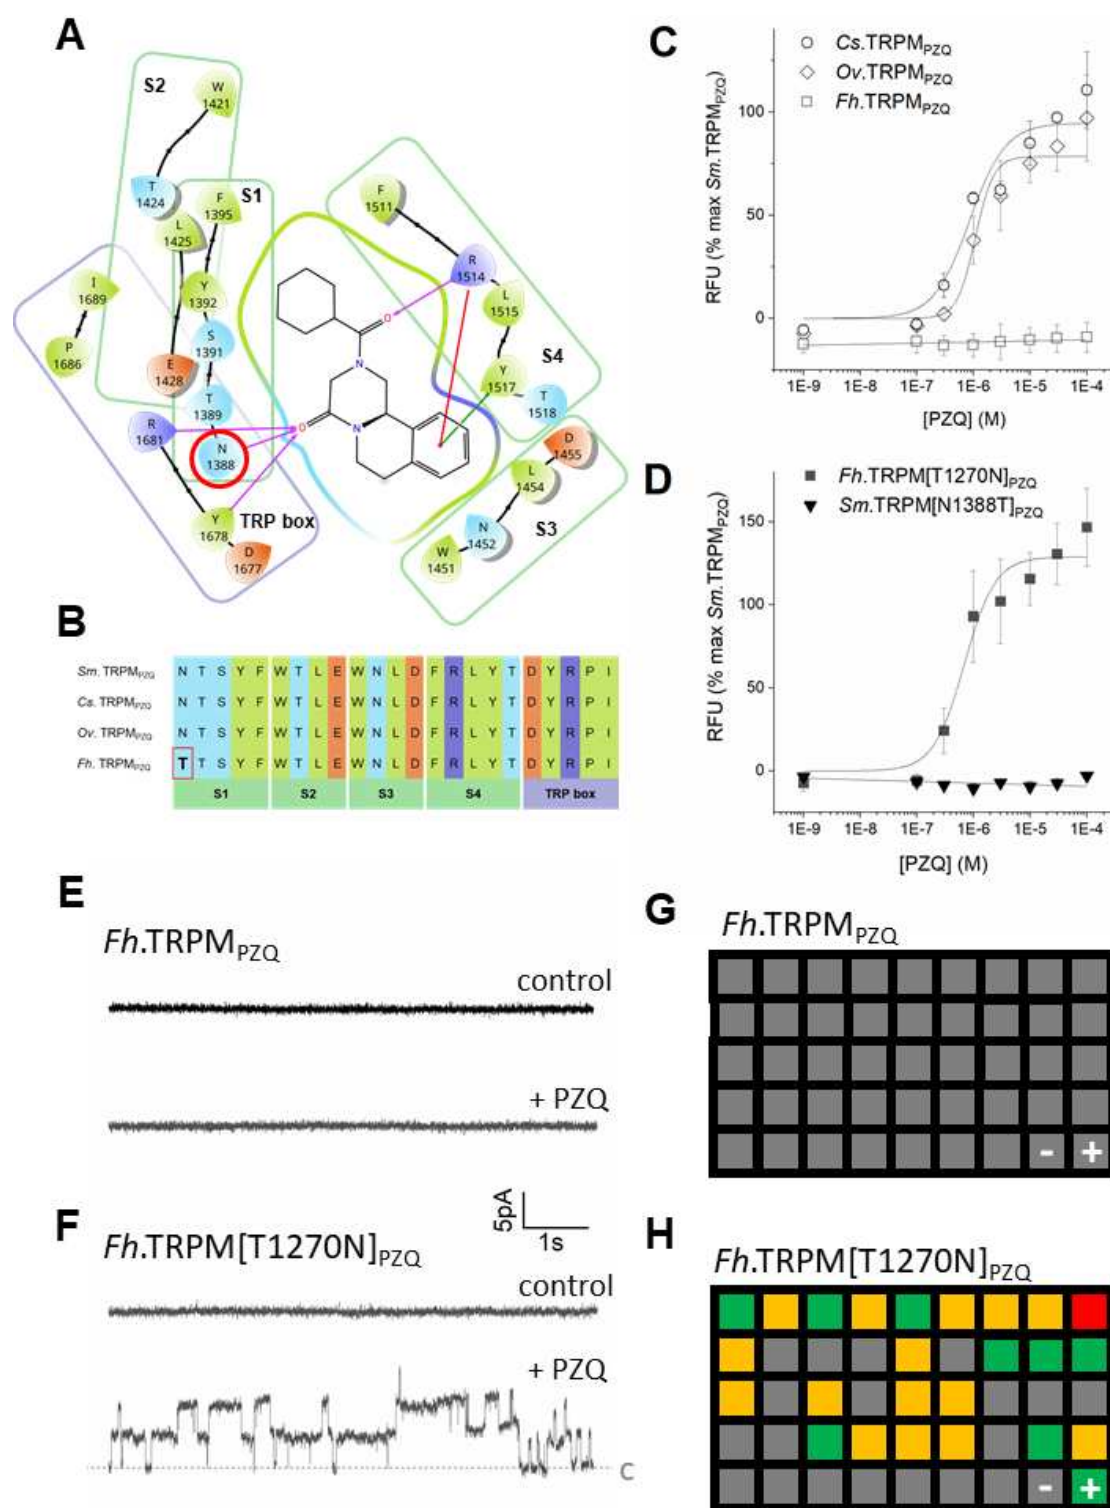 A
S2
W
1421
T
1424
S1
F
1395
L
1425
I
1689
Y
1392
P
1686
S
1391
E
1428
T
1389
R
1681
N
1388
Y
1678
TRP box
D
1677
F
1511
R
1514
L
1515
S4
Y
1517
T
1518
D
1455
L
1454
S3
N
1452
W
1451
O
N
O
N
B
Sm. TRPMPZQ N T S Y F W T L E W N L D F R L Y T D Y R P I
Cs. TRPMPZQ N T S Y F W T L E W N L D F R L Y T D Y R P I
Ov. TRPMPZQ N T S Y F W T L E W N L D F R L Y T D Y R P I
Fh. TRPMPZQ T T S Y F W T L E W N L D F R L Y T D Y R P I
S1 S2 S3 S4 TRP box
C
Cs.TRPMPZQ
Ov.TRPMPZQ
Fh.TRPMPZQ
RFU (% max Sm.TRPMPZQ)
100
50
0
1E-9 1E-8 1E-7 1E-6 1E-5 1E-4
[PZQ] (M)
D
Fh.TRPM[T1270N]PZQ
Sm.TRPM[N1388T]PZQ
RFU (% max Sm.TRPMPZQ)
150
100
50
0
1E-9 1E-8 1E-7 1E-6 1E-5 1E-4
[PZQ] (M)
E
Fh.TRPMPZQ
control
+ PZQ
5pA
1s
F
Fh.TRPM[T1270N]PZQ
control
+ PZQ
C
G
Fh.TRPMPZQ
- +
H
Fh.TRPM[T1270N]PZQ
- +